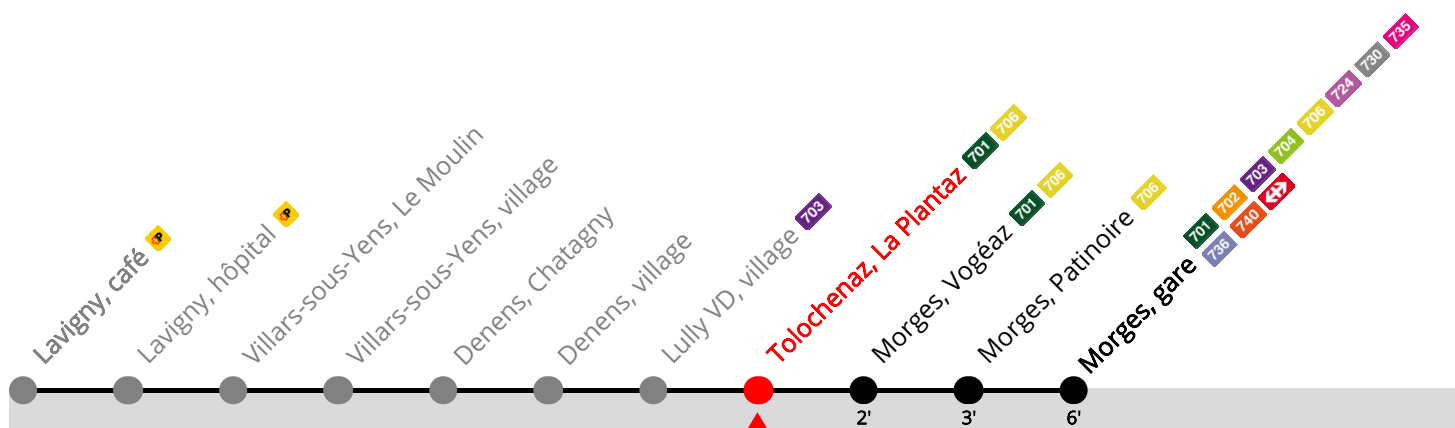 Lavigny, café P
Lavigny, hôpital P
Villars-sous-Yens, Le Moulin
Villars-sous-Yens, village
Denens, Chatagny
Denens, village
Lully VD, village 703
Tolochenaz, La Plantaz 701 706
Morges, Vogéaz 701 706
Morges, Patinoire 706
Morges, gare 701 702 703 704 706 724 730 735
736 740
2' 3' 6'